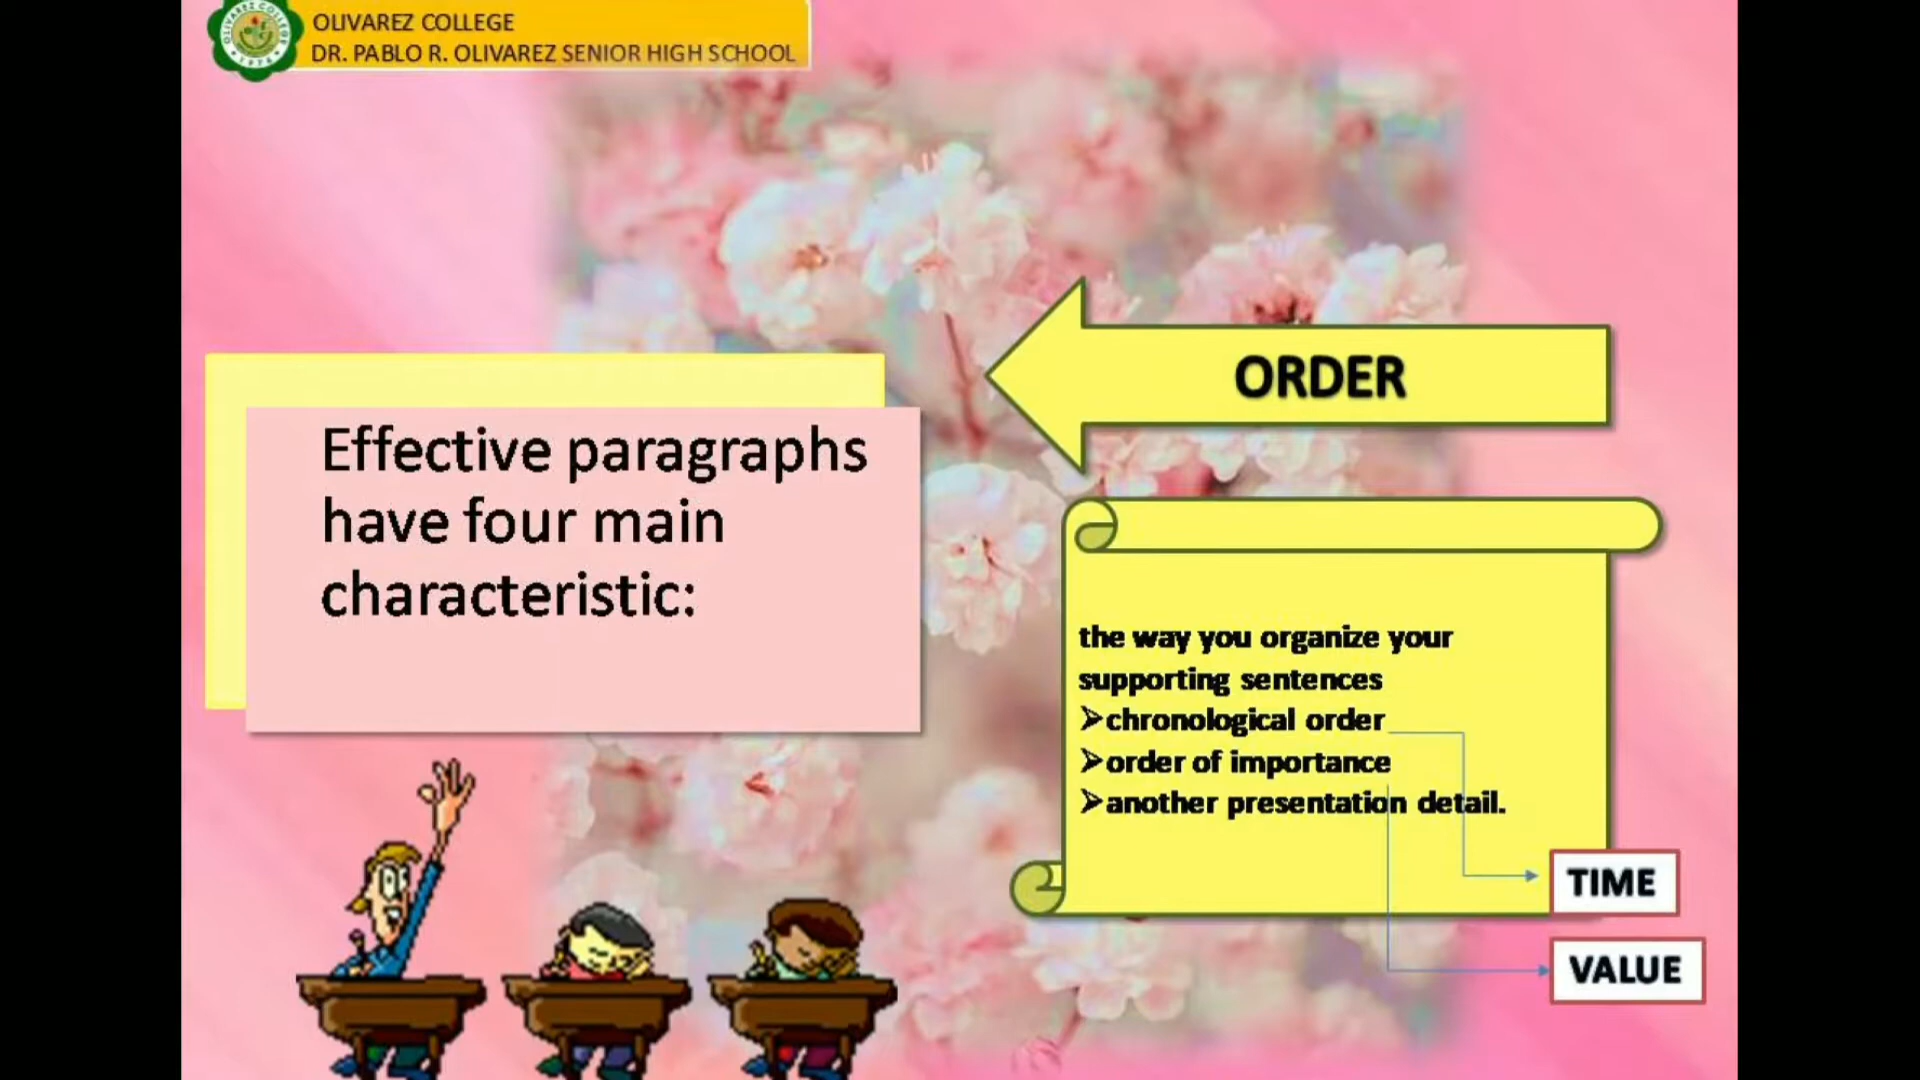 OLIVAREZ COLLEGE
DR. PABLO R. OLIVAREZ SENIOR HIGH SCHOOL
Effective paragraphs
have four main
characteristic:
ORDER
the way you organize your
supporting sentences
➢chronological order
➢order of importance
➢another presentation detail.
TIME
VALUE